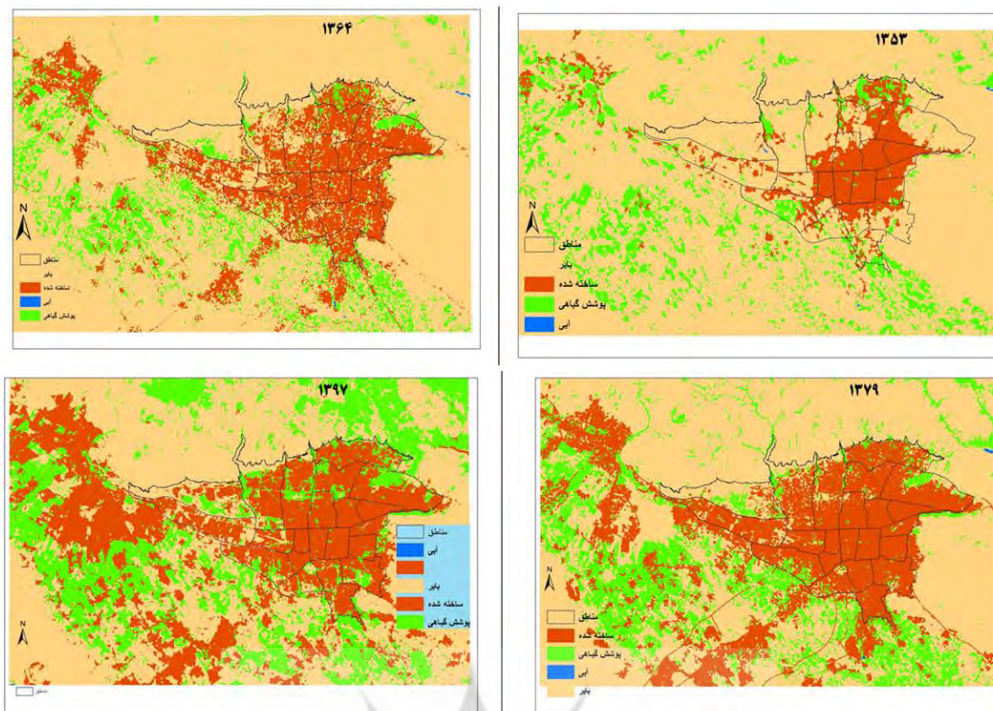 ۱۳۵۳
N
مناطق
بایر
ساخته شده
پوشش گیاهی
آبی
۱۳۶۴
N
مناطق
بایر
ساخته شده
آبی
پوشش گیاهی
۱۳۷۹
N
مناطق
ساخته شده
پوشش گیاهی
آبی
بایر
۱۳۹۷
مناطق
آبی
بایر
ساخته شده
پوشش گیاهی
N